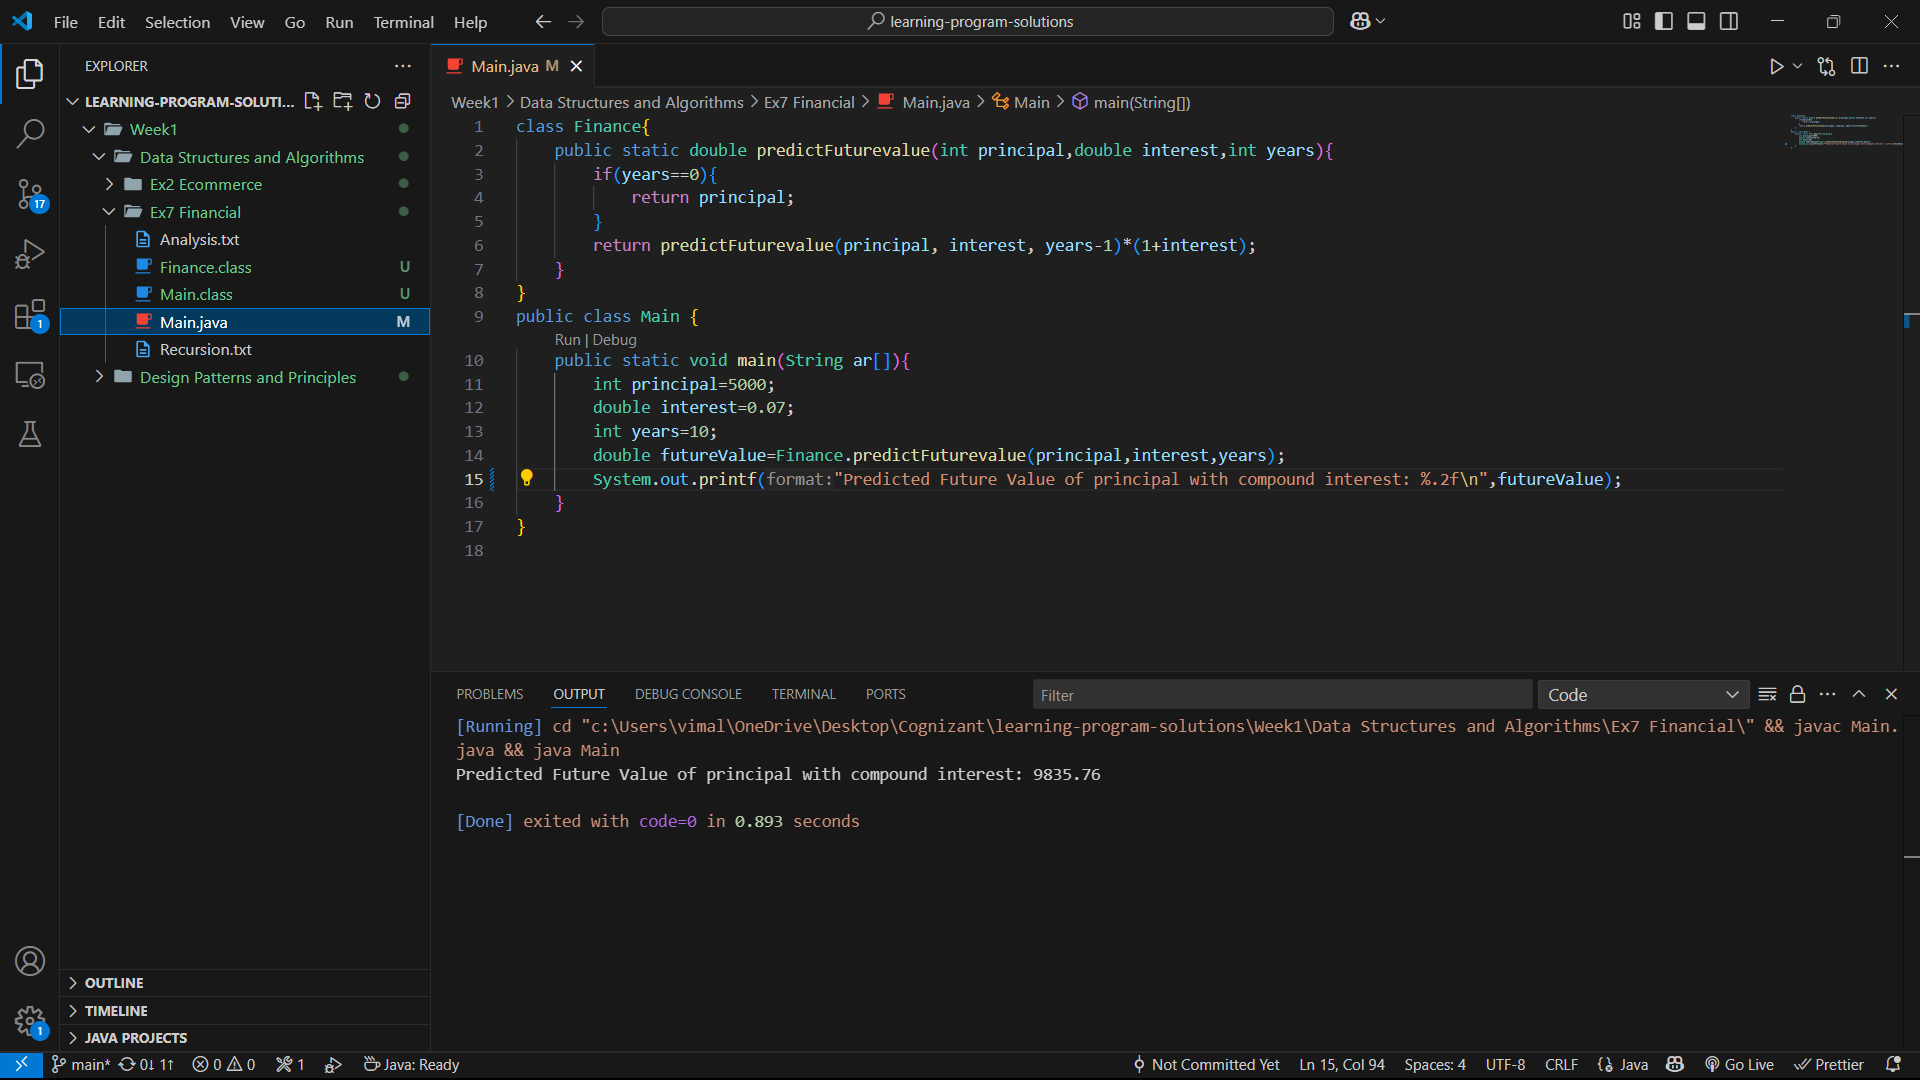 File Edit Selection View Go Run Terminal Help
learning-program-solutions
EXPLORER
LEARNING-PROGRAM-SOLUTI...
Week1
Data Structures and Algorithms
Ex2 Ecommerce
Ex7 Financial
Analysis.txt
Finance.class U
Main.class U
Main.java M
Recursion.txt
Design Patterns and Principles
17
1
1
OUTLINE
TIMELINE
JAVA PROJECTS
Main.java M
Week1 > Data Structures and Algorithms > Ex7 Financial > Main.java > Main > main(String[])
1 class Finance{
2 public static double predictFuturevalue(int principal,double interest,int years){
3 if(years==0){
4 return principal;
5 }
6 return predictFuturevalue(principal, interest, years-1)*(1+interest);
7 }
8 }
9 public class Main {
Run | Debug
10 public static void main(String ar[]){
11 int principal=5000;
12 double interest=0.07;
13 int years=10;
14 double futureValue=Finance.predictFuturevalue(principal,interest,years);
15 System.out.printf(format:"Predicted Future Value of principal with compound interest: %.2f\n",futureValue);
16 }
17 }
18
PROBLEMS OUTPUT DEBUG CONSOLE TERMINAL PORTS
Filter
Code
[Running] cd "c:\Users\vimal\OneDrive\Desktop\Cognizant\learning-program-solutions\Week1\Data Structures and Algorithms\Ex7 Financial\" && javac Main.
java && java Main
Predicted Future Value of principal with compound interest: 9835.76
[Done] exited with code=0 in 0.893 seconds
main* 0↓ 1↑ 0 0 1 Java: Ready
Not Committed Yet Ln 15, Col 94 Spaces: 4 UTF-8 CRLF {} Java Go Live Prettier